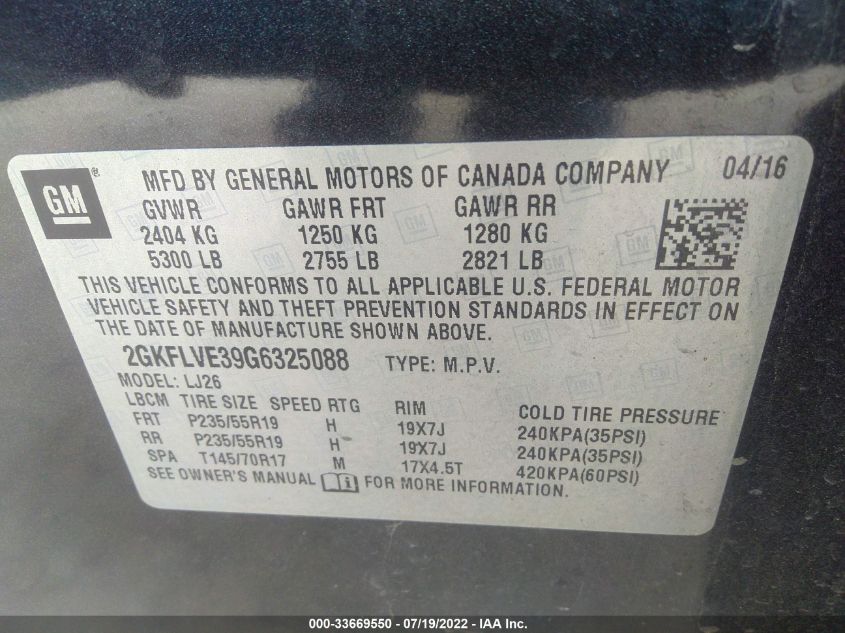 GM ® MFD BY GENERAL MOTORS OF CANADA COMPANY 04/16
GVWR GAWR FRT GAWR RR
2404 KG 1250 KG 1280 KG
5300 LB 2755 LB 2821 LB
THIS VEHICLE CONFORMS TO ALL APPLICABLE U.S. FEDERAL MOTOR
VEHICLE SAFETY AND THEFT PREVENTION STANDARDS IN EFFECT ON
THE DATE OF MANUFACTURE SHOWN ABOVE.
2GKFLVE39G6325088 TYPE: M.P.V.
MODEL: LJ26
LBCM TIRE SIZE SPEED RTG RIM COLD TIRE PRESSURE
FRT P235/55R19 H 19X7J 240KPA(35PSI)
RR P235/55R19 H 19X7J 240KPA(35PSI)
SPA T145/70R17 M 17X4.5T 420KPA(60PSI)
SEE OWNER'S MANUAL i FOR MORE INFORMATION.
000-33669550 - 07/19/2022 - IAA Inc.